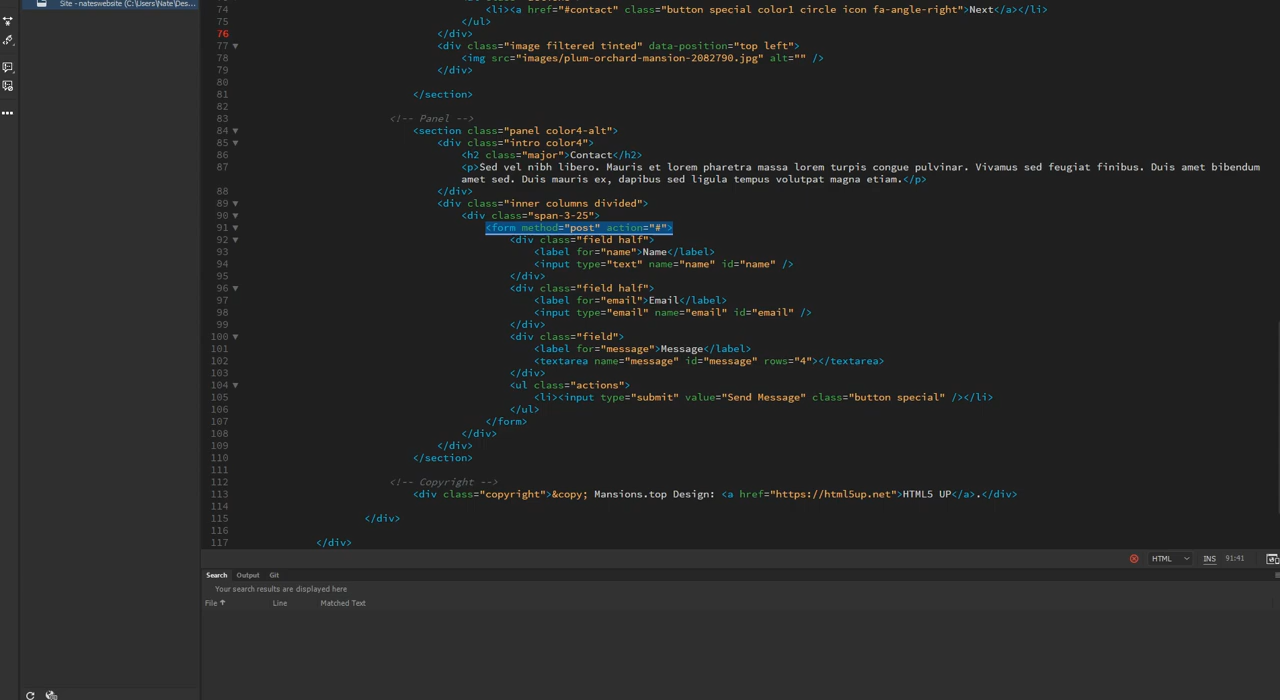 Site - nateswebsite (C:\Users\Nate\Des...
74 <li><a href="#contact" class="button special color1 circle icon fa-angle-right">Next</a></li>
75 </ul>
76 </div>
77 <div class="image filtered tinted" data-position="top left">
78 <img src="images/plum-orchard-mansion-2082790.jpg" alt="" />
79 </div>
80
81 </section>
82
83 <!-- Panel -->
84 <section class="panel color4-alt">
85 <div class="intro color4">
86 <h2 class="major">Contact</h2>
87 <p>Sed vel nibh libero. Mauris et lorem pharetra massa lorem turpis congue pulvinar. Vivamus sed feugiat finibus. Duis amet bibendum
amet sed. Duis mauris ex, dapibus sed ligula tempus volutpat magna etiam.</p>
88 </div>
89 <div class="inner columns divided">
90 <div class="span-3-25">
91 <form method="post" action="#">
92 <div class="field half">
93 <label for="name">Name</label>
94 <input type="text" name="name" id="name" />
95 </div>
96 <div class="field half">
97 <label for="email">Email</label>
98 <input type="email" name="email" id="email" />
99 </div>
100 <div class="field">
101 <label for="message">Message</label>
102 <textarea name="message" id="message" rows="4"></textarea>
103 </div>
104 <ul class="actions">
105 <li><input type="submit" value="Send Message" class="button special" /></li>
106 </ul>
107 </form>
108 </div>
109 </div>
110 </section>
111
112 <!-- Copyright -->
113 <div class="copyright">&copy; Mansions.top Design: <a href="https://html5up.net">HTML5 UP</a>.</div>
114
115 </div>
116
117 </div>
HTML INS 91:41
Search Output Git
Your search results are displayed here
File Line Matched Text